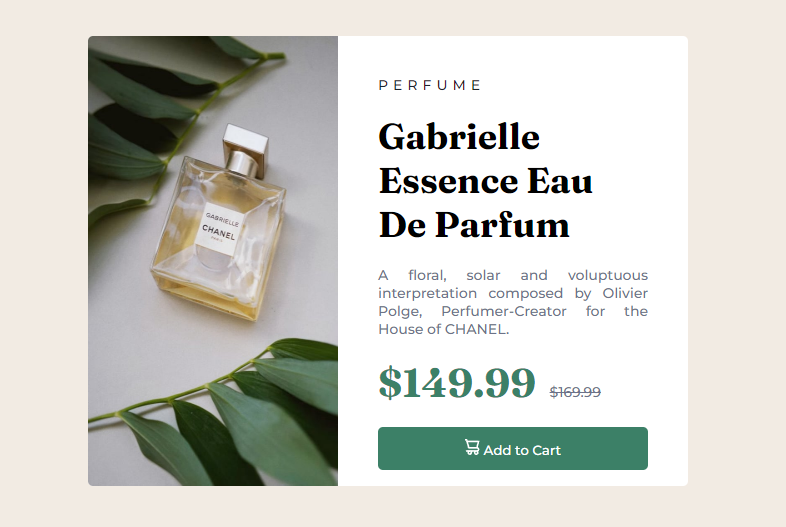 GABRIELLE
CHANEL
PARIS
PERFUME
Gabrielle
Essence Eau
De Parfum
A floral, solar and voluptuous
interpretation composed by Olivier
Polge, Perfumer-Creator for the
House of CHANEL.
$149.99 $169.99
Add to Cart